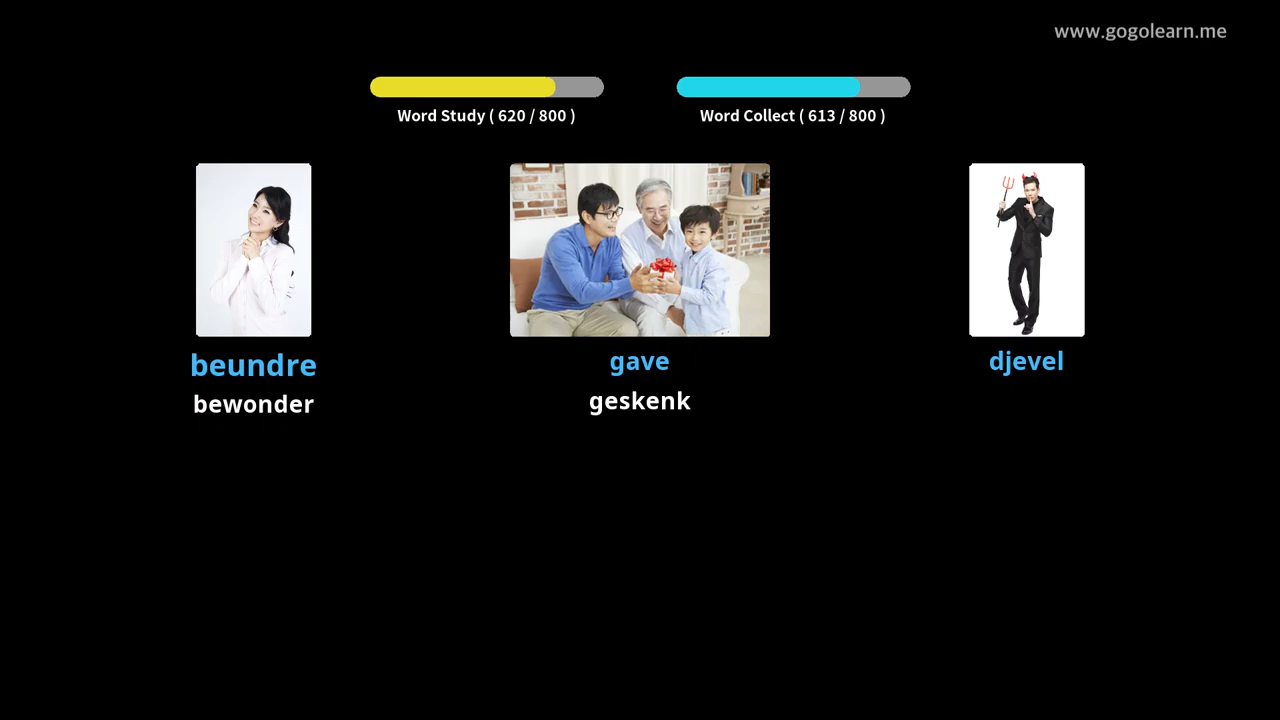 www.gogolearn.me
Word Study ( 620 / 800 )
Word Collect ( 613 / 800 )
beundre
gave
djevel
bewonder
geskenk